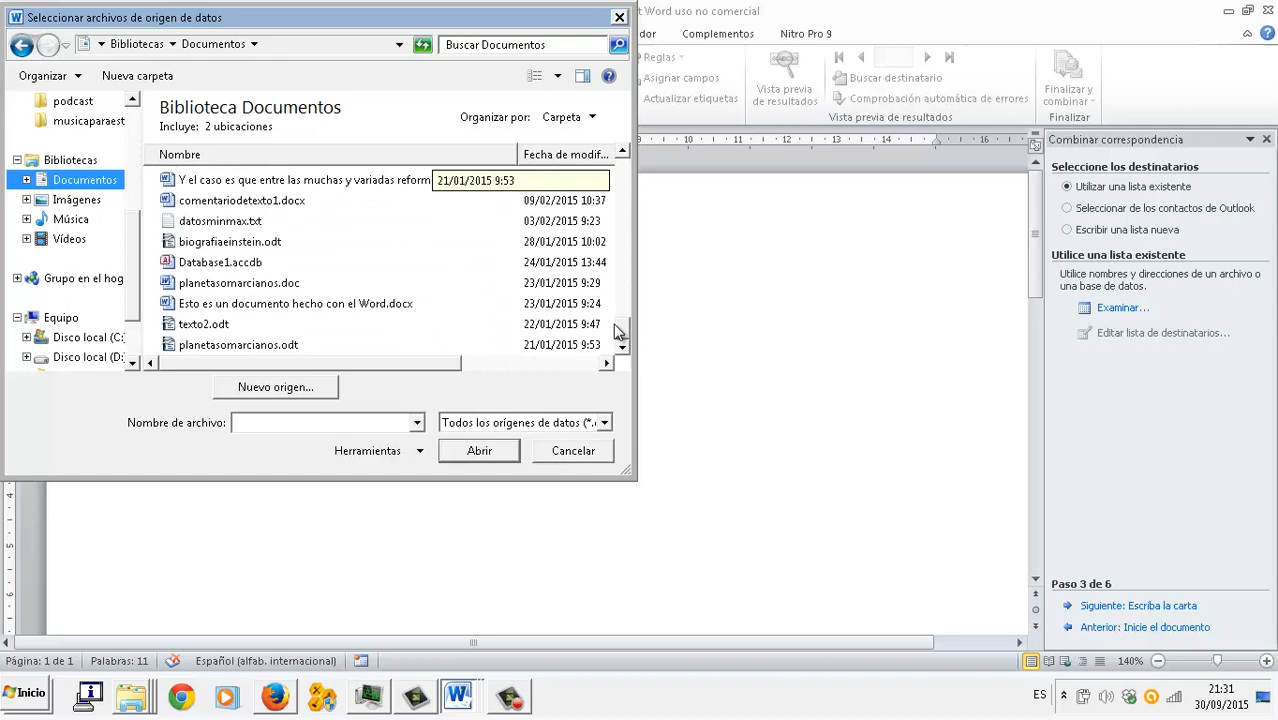 Seleccionar archivos de origen de datos
t Word uso no comercial
Bibliotecas
Documentos
Buscar Documentos
dor
Complementos
Nitro Pro 9
Organizar
Nueva carpeta
Reglas
Asignar campos
Actualizar etiquetas
Vista previa
de resultados
Buscar destinatario
Comprobación automática de errores
Vista previa de resultados
Finalizar y
combinar
Finalizar
podcast
musicaparaest
Bibliotecas
Documentos
Imágenes
Música
Vídeos
Grupo en el hog
Equipo
Disco local (C:
Disco local (
Biblioteca Documentos
Incluye: 2 ubicaciones
Organizar por: Carpeta
Nombre
Fecha de modif...
Y el caso es que entre las muchas y variadas reform 21/01/2015 9:53
comentariodetexto1.docx 09/02/2015 10:37
datosminmax.txt 03/02/2015 9:23
biografiaeinstein.odt 28/01/2015 10:02
Database1.accdb 24/01/2015 13:44
planetasomarcianos.doc 23/01/2015 9:29
Esto es un documento hecho con el Word.docx 23/01/2015 9:24
texto2.odt 22/01/2015 9:47
planetasomarcianos.odt 21/01/2015 9:53
Nuevo origen...
Nombre de archivo:
Todos los orígenes de datos (*.
Herramientas
Abrir
Cancelar
10 11 12 13 14 15 16
Combinar correspondencia
Seleccione los destinatarios
Utilizar una lista existente
Seleccionar de los contactos de Outlook
Escribir una lista nueva
Utilice una lista existente
Utilice nombres y direcciones de un archivo o
una base de datos.
Examinar...
Editar lista de destinatarios...
Paso 3 de 6
Siguiente: Escriba la carta
Anterior: Inicie el documento
4
5
6
Página: 1 de 1
Palabras: 11
Español (alfab. internacional)
140%
Inicio
ES
21:31
30/09/2015